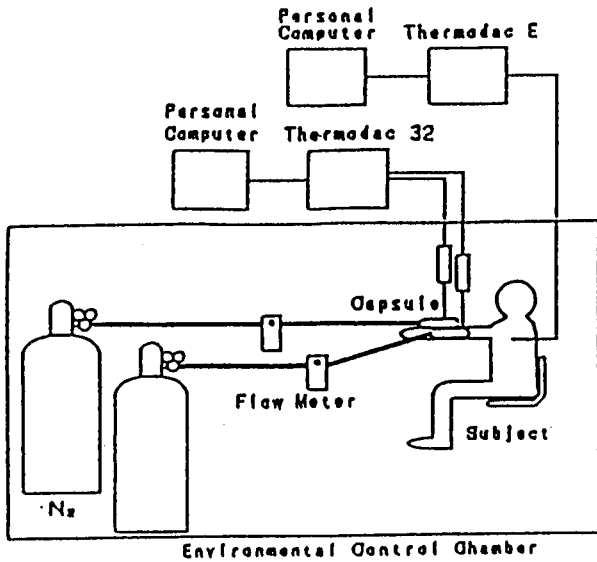 Personal
Computer
Thermodac E
Personal
Computer
Thermodac 32
Capsule
Flow Meter
Subject
N₂
Environmental Control Chamber